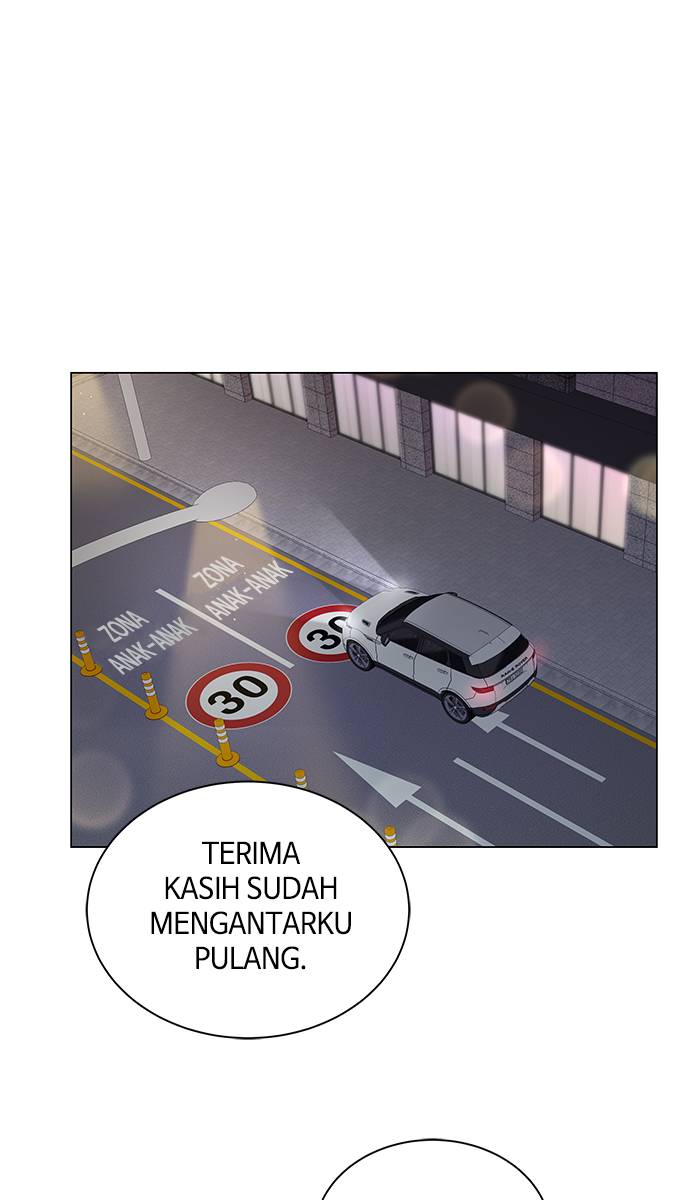 ZONA
ANAK-ANAK
ZONA
ANAK-ANAK
30
30
TERIMA
KASIH SUDAH
MENGANTARKU
PULANG.